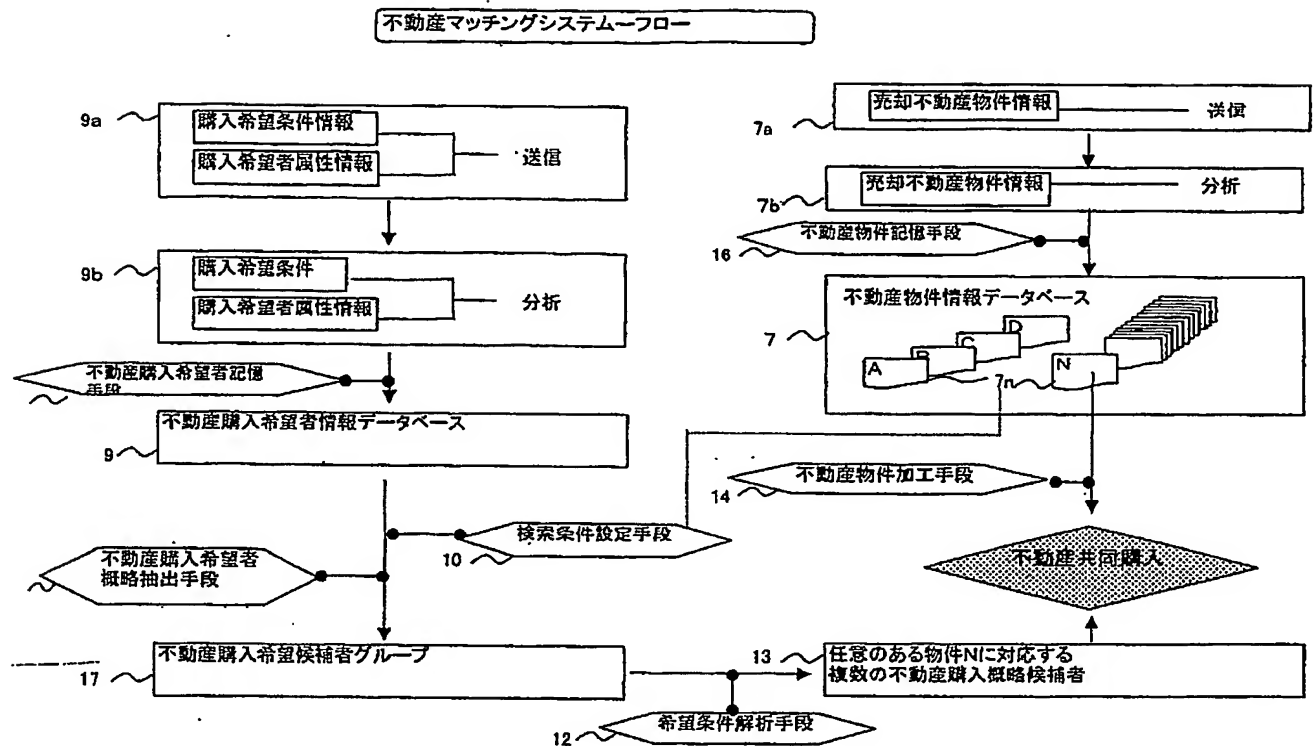 不動産マッチングシステムーフロー
9a
購入希望条件情報
購入希望者属性情報
送信
9b
購入希望条件
購入希望者属性情報
分析
不動産購入希望者記憶
手段
不動産購入希望者情報データベース
9
不動産購入希望者
概略抽出手段
検索条件設定手段
10
不動産購入希望候補者グループ
17
希望条件解析手段
12
売却不動産物件情報
送信
7a
売却不動産物件情報
分析
7b
不動産物件記憶手段
16
不動産物件情報データベース
7
A
B
C
D
7n
N
不動産物件加工手段
14
不動産共同購入
13
任意のある物件Nに対応する
複数の不動産購入概略候補者